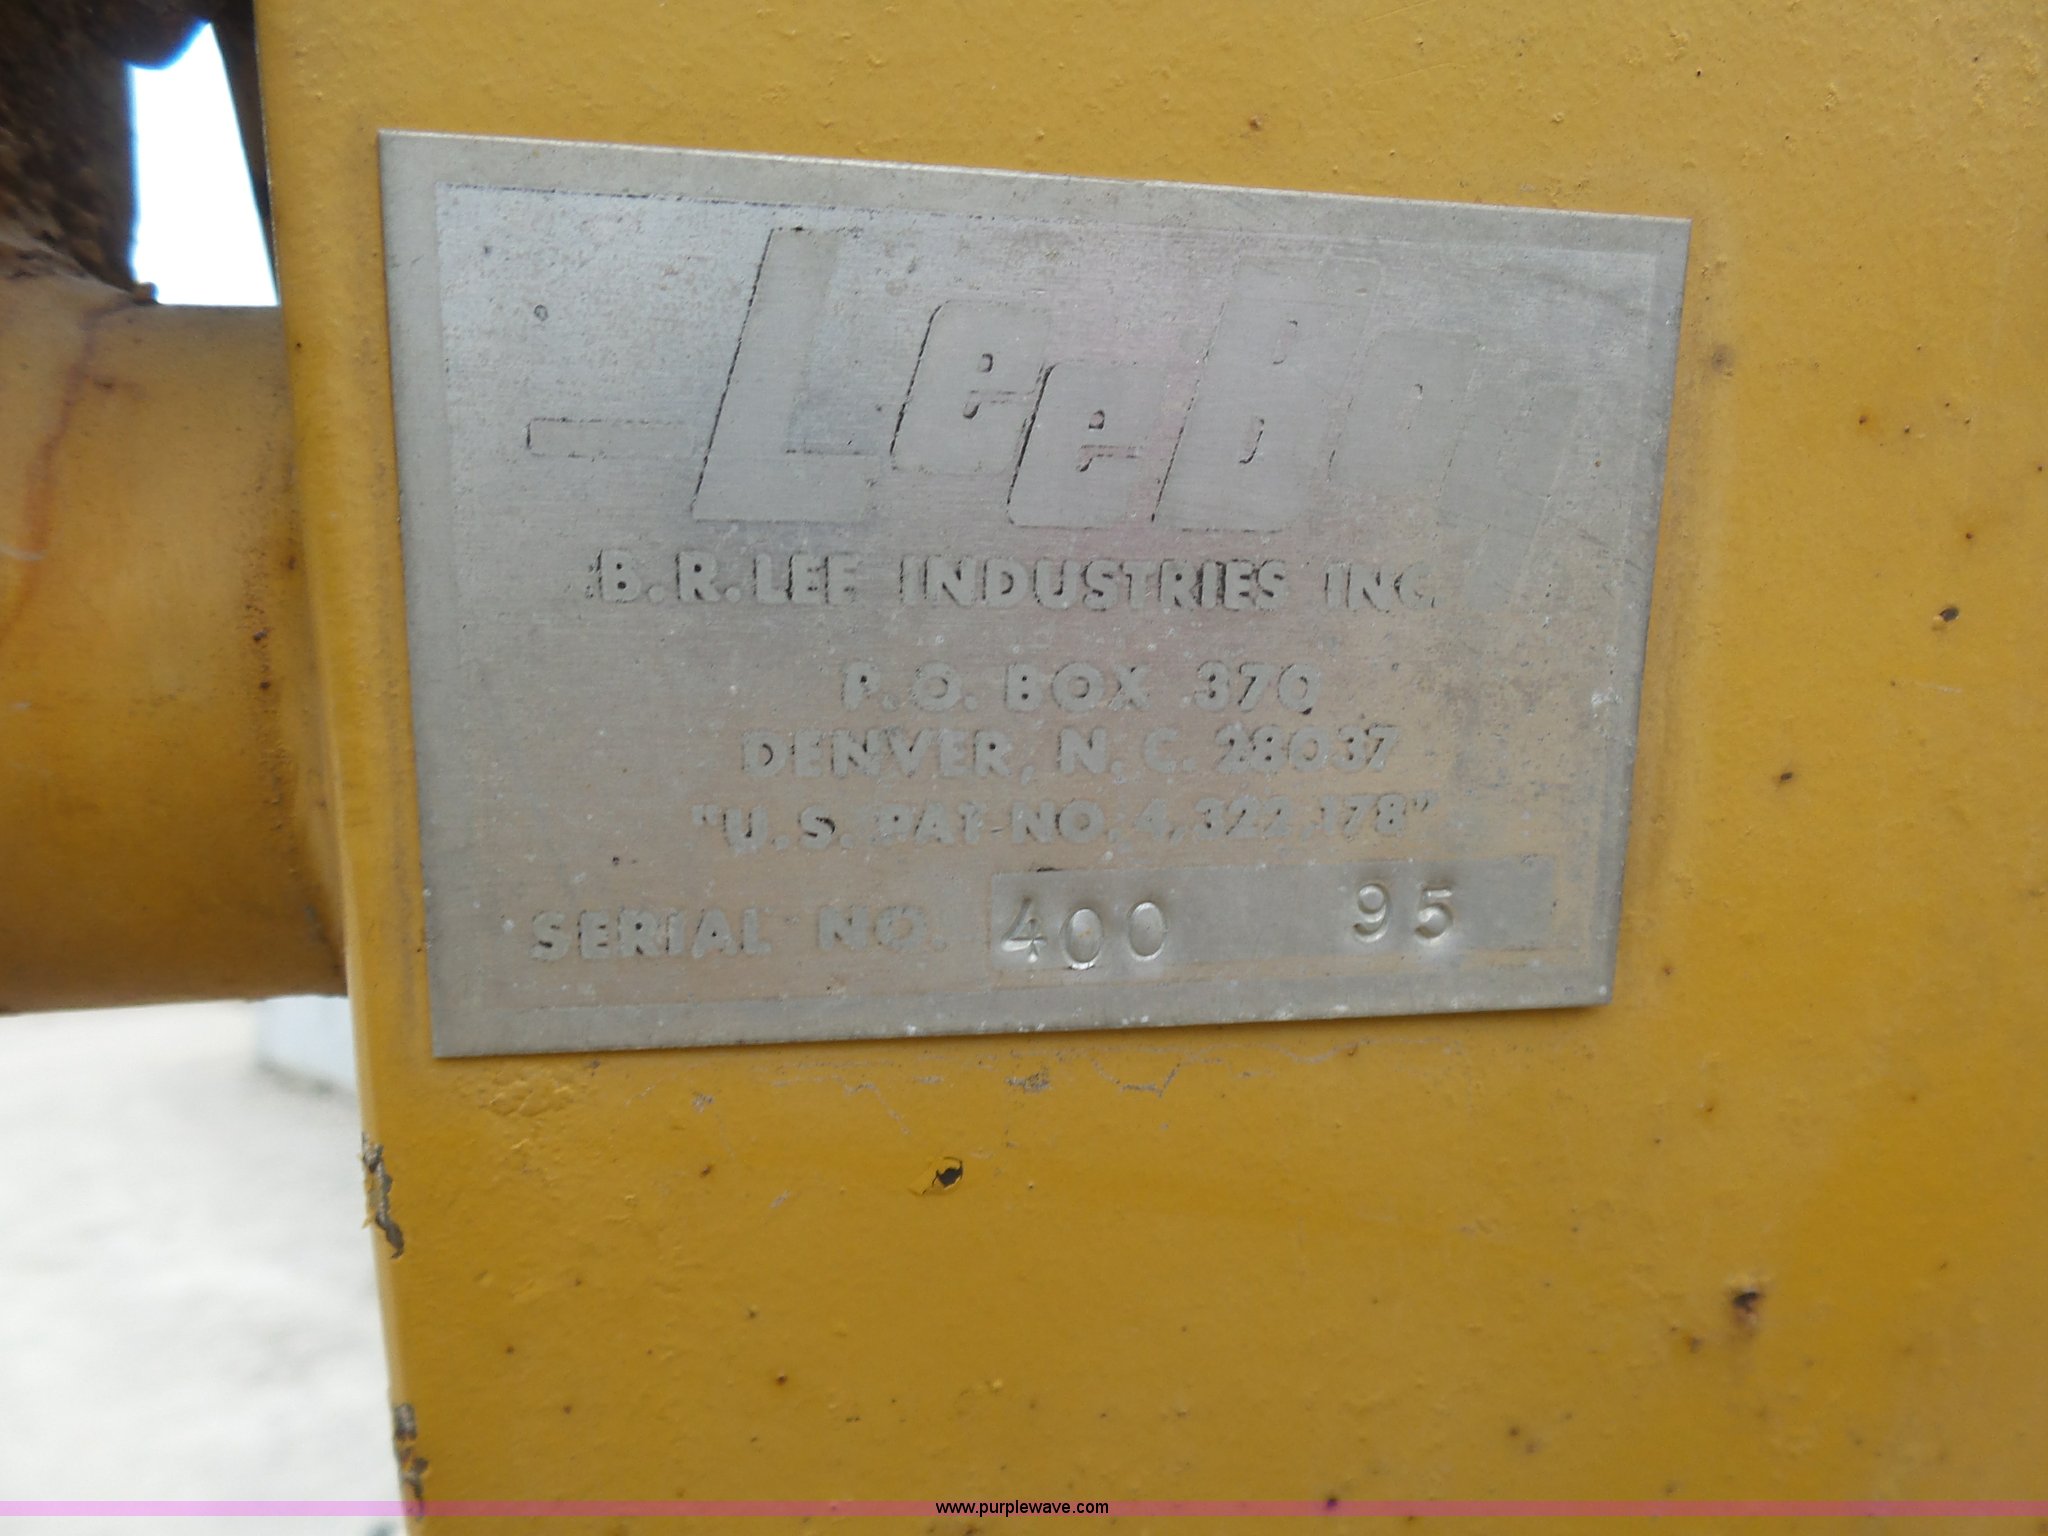 LeeBoy
B.R. LEE INDUSTRIES INC.
P.O. BOX 370
DENVER, N.C. 28037
"U.S. PAT. NO. 4,322,178"
SERIAL NO. 400 95
www.purplewave.com